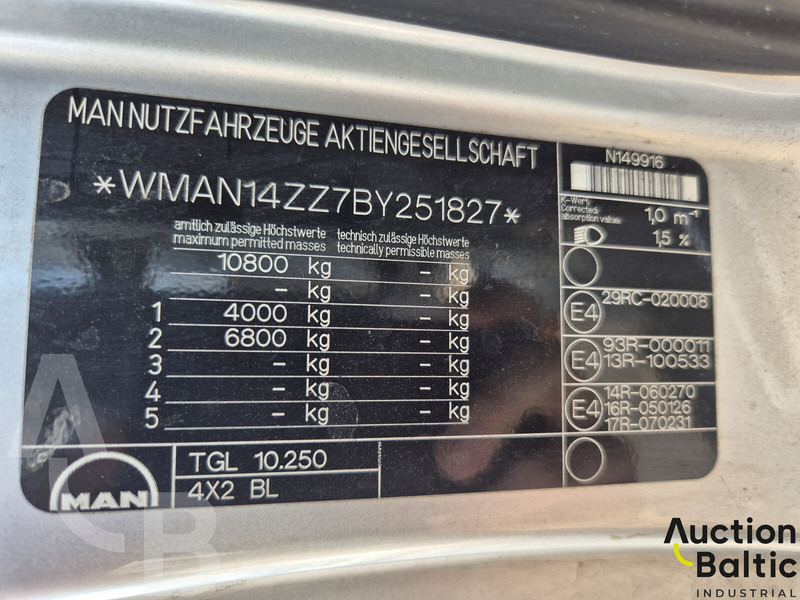 MAN NUTZFAHRZEUGE AKTIENGESELLSCHAFT
*WMAN14ZZ7BY251827*
amtlich zulässige Höchstwerte
maximum permitted masses
technisch zulässige Höchstwerte
technically permissible masses
10800 kg - kg
- kg - kg
1 4000 kg - kg
2 6800 kg - kg
3 - kg - kg
4 - kg - kg
5 - kg - kg
MAN
TGL 10.250
4X2 BL
N149916
K-Wert:
Corrected:
absorption value:
1,0 m⁻¹
1,5 %
E4 29RC-020008
E4 93R-000011
13R-100533
E4 14R-060270
16R-050126
17R-070231
ALCB
Auction
Baltic
INDUSTRIAL